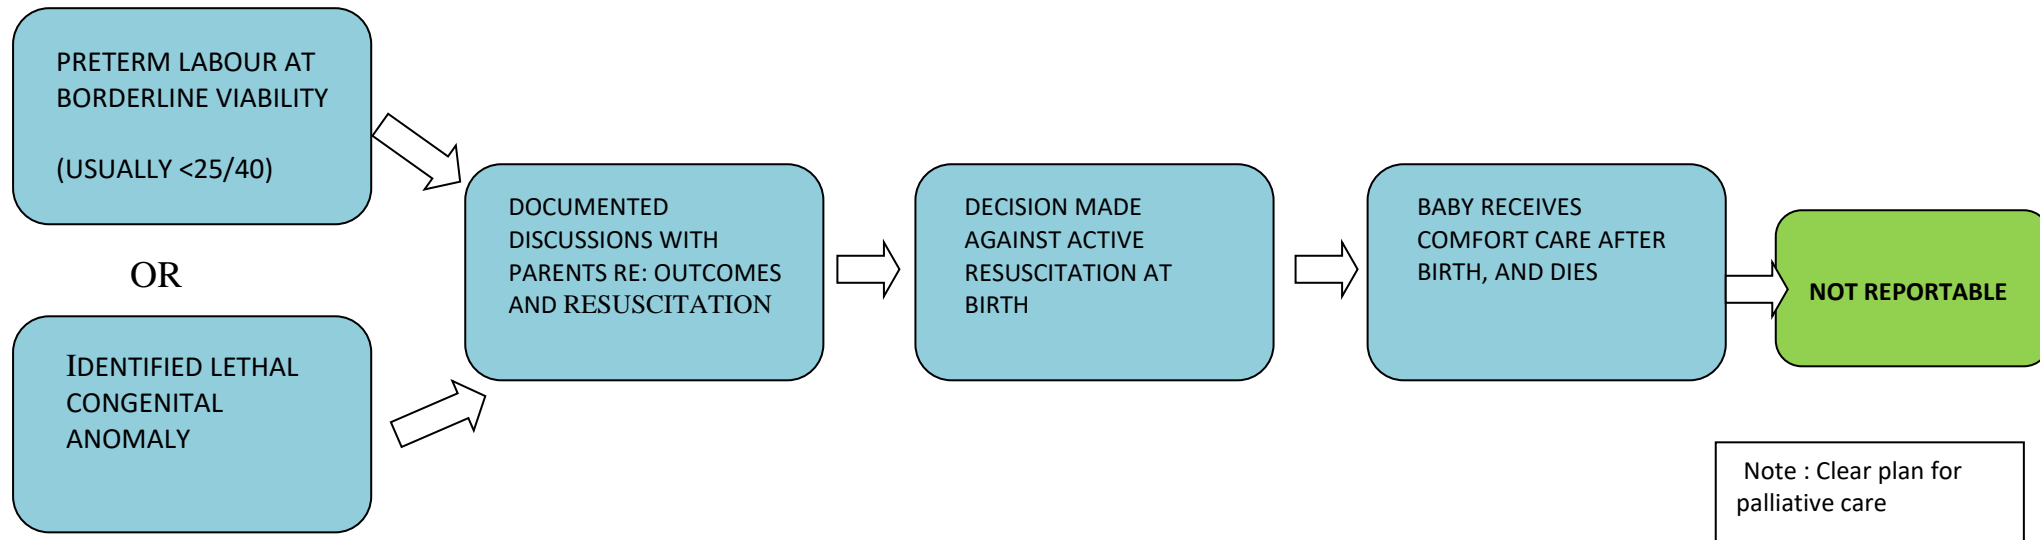 PRETERM LABOUR AT
BORDERLINE VIABILITY
(USUALLY <25/40)
OR
IDENTIFIED LETHAL
CONGENITAL
ANOMALY
DOCUMENTED
DISCUSSIONS WITH
PARENTS RE: OUTCOMES
AND RESUSCITATION
DECISION MADE
AGAINST ACTIVE
RESUSCITATION AT
BIRTH
BABY RECEIVES
COMFORT CARE AFTER
BIRTH, AND DIES
NOT REPORTABLE
Note : Clear plan for
palliative care